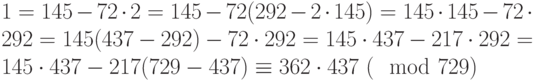 1 = 145 − 72 · 2 = 145 − 72(292 − 2 · 145) = 145 · 145 − 72 ·
292 = 145(437 − 292) − 72 · 292 = 145 · 437 − 217 · 292 =
145 · 437 − 217(729 − 437) ≡ 362 · 437 ( mod 729)